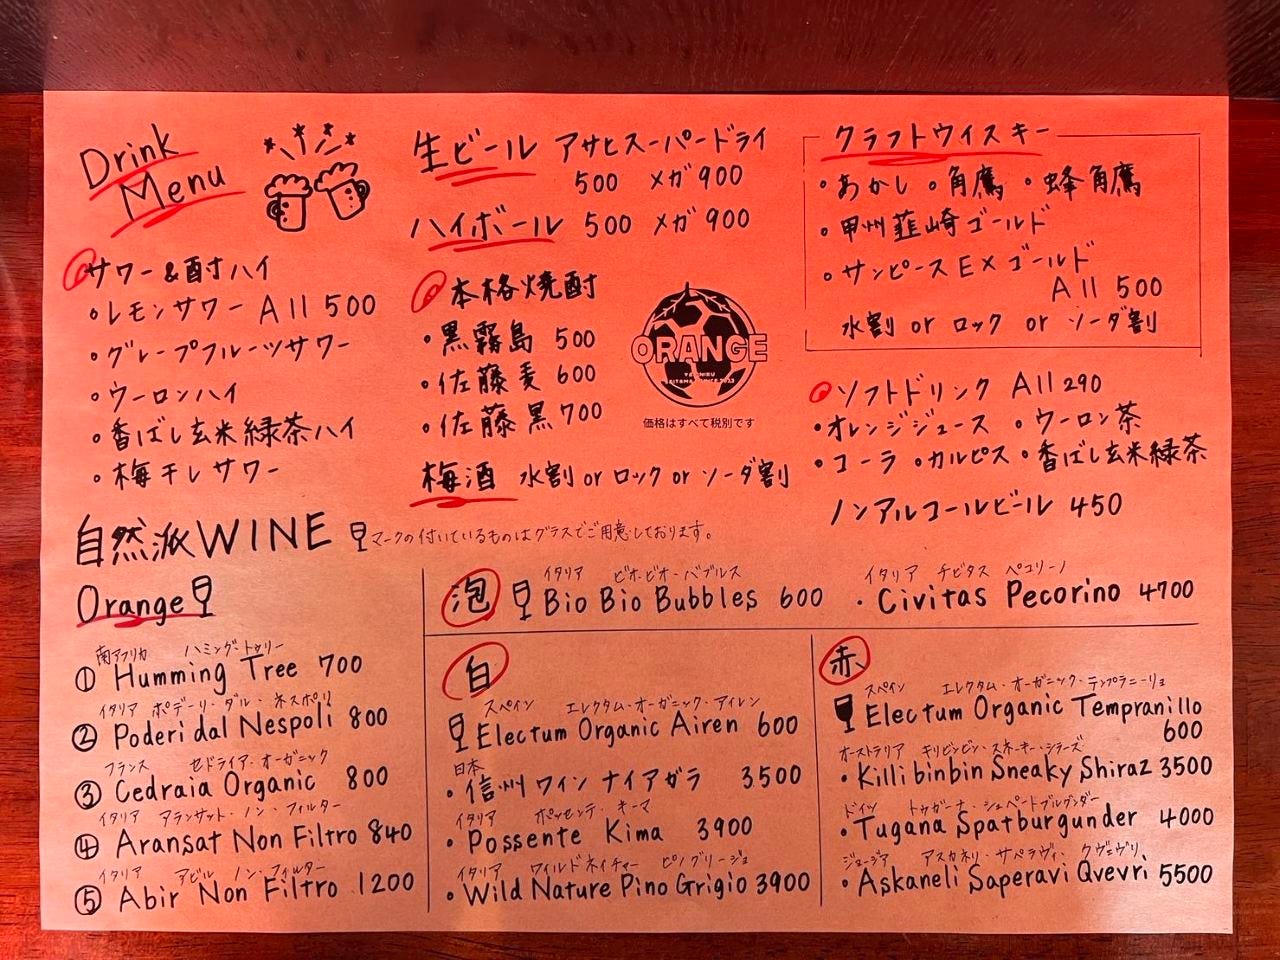 Drink
Menu
サワー&酎ハイ
・レモンサワー All 500
・グレープフルーツサワー
・ウーロンハイ
・香ばし玄米緑茶ハイ
・梅干しサワー
生ビール アサヒスーパードライ
500 メガ900
ハイボール 500 メガ900
本格焼酎
・黒霧島 500
・佐藤麦 600
・佐藤黒 700
梅酒 水割 or ロック or ソーダ割
ORANGE
価格はすべて税別です
クラフトウイスキー
・あかし ・角鷹 ・蜂角鷹
・甲州韮崎ゴールド
・サンピースEXゴールド
All 500
水割 or ロック or ソーダ割
ソフトドリンク All 290
・オレンジジュース ・ウーロン茶
・コーラ ・カルピス ・香ばし玄米緑茶
ノンアルコールビール 450
自然派WINE マークの付いているものはグラスでご用意しております。
Orange
南アフリカ ハミング・トゥリー
① Humming Tree 700
イタリア ポデーリ・ダル・ネスポリ
② Poderi dal Nespoli 800
フランス セドライア・オーガニック
③ Cedraia Organic 800
イタリア アランサット・ノン・フィルター
④ Aransat Non Filtro 840
イタリア アビル ノン・フィルター
⑤ Abir Non Filtro 1200
泡
イタリア ビオ・ビオ・バブルス
Bio Bio Bubbles 600
イタリア チビタス ペコリーノ
・Civitas Pecorino 4700
白
スペイン エレクタム・オーガニック・アイレン
Electum Organic Airen 600
日本
・信州ワイン ナイアガラ 3500
イタリア ポッセンテ・キーマ
・Possente Kima 3900
イタリア ワイルドネイチャー ピノグリージョ
・Wild Nature Pino Grigio 3900
赤
スペイン エレクタム・オーガニック・テンプラニーリョ
Electum Organic Tempranillo
600
オーストラリア キリビンビン・スネーキー・シラーズ
・Killibinbin Sneaky Shiraz 3500
ドイツ トゥガーナ・シュペートブルグンダー
・Tugana Spatburgunder 4000
ジョージア アスカネリ・サペラヴィ・クヴェヴリ
・Askaneli Saperavi Qvevri 5500